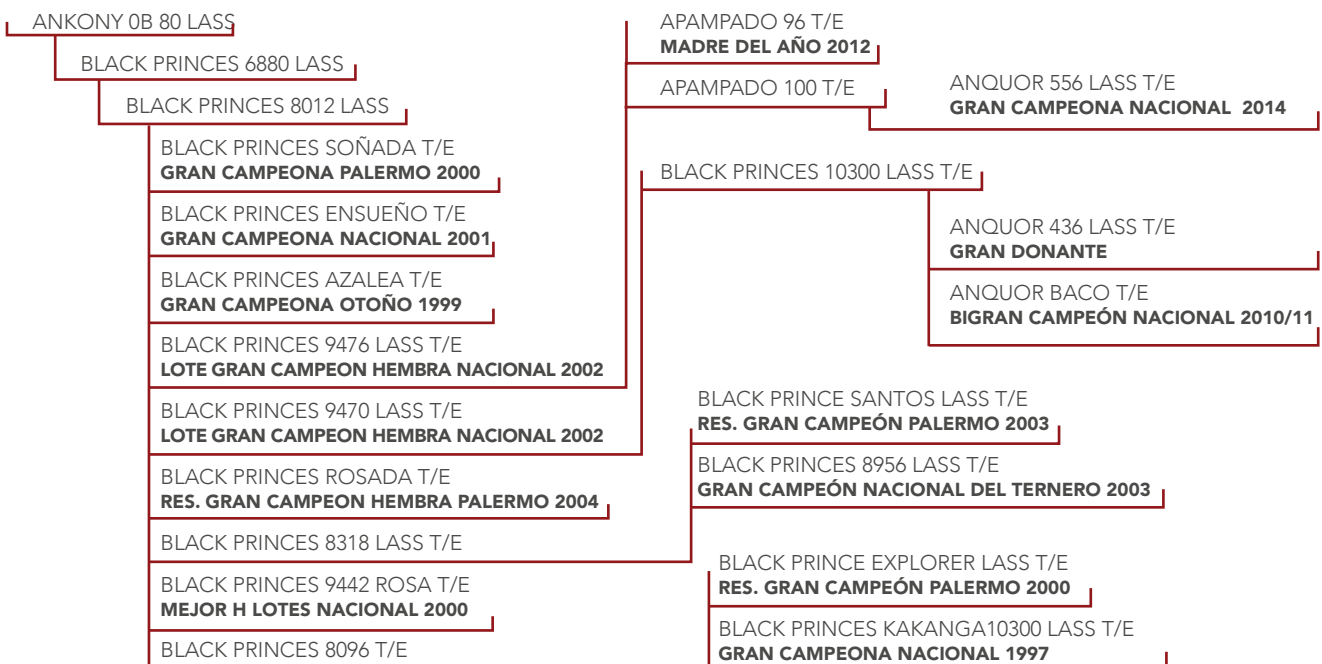 ANKONY 0B 80 LASS
BLACK PRINCES 6880 LASS
BLACK PRINCES 8012 LASS
BLACK PRINCES SOÑADA T/E
GRAN CAMPEONA PALERMO 2000
BLACK PRINCES ENSUEÑO T/E
GRAN CAMPEONA NACIONAL 2001
BLACK PRINCES AZALEA T/E
GRAN CAMPEONA OTOÑO 1999
BLACK PRINCES 9476 LASS T/E
LOTE GRAN CAMPEON HEMBRA NACIONAL 2002
BLACK PRINCES 9470 LASS T/E
LOTE GRAN CAMPEON HEMBRA NACIONAL 2002
BLACK PRINCES ROSADA T/E
RES. GRAN CAMPEON HEMBRA PALERMO 2004
BLACK PRINCES 8318 LASS T/E
BLACK PRINCES 9442 ROSA T/E
MEJOR H LOTES NACIONAL 2000
BLACK PRINCES 8096 T/E
APAMPADO 96 T/E
MADRE DEL AÑO 2012
APAMPADO 100 T/E
ANQUOR 556 LASS T/E
GRAN CAMPEONA NACIONAL 2014
BLACK PRINCES 10300 LASS T/E
ANQUOR 436 LASS T/E
GRAN DONANTE
ANQUOR BACO T/E
BIGRAN CAMPEÓN NACIONAL 2010/11
BLACK PRINCE SANTOS LASS T/E
RES. GRAN CAMPEÓN PALERMO 2003
BLACK PRINCES 8956 LASS T/E
GRAN CAMPEÓN NACIONAL DEL TERNERO 2003
BLACK PRINCE EXPLORER LASS T/E
RES. GRAN CAMPEÓN PALERMO 2000
BLACK PRINCES KAKANGA10300 LASS T/E
GRAN CAMPEONA NACIONAL 1997